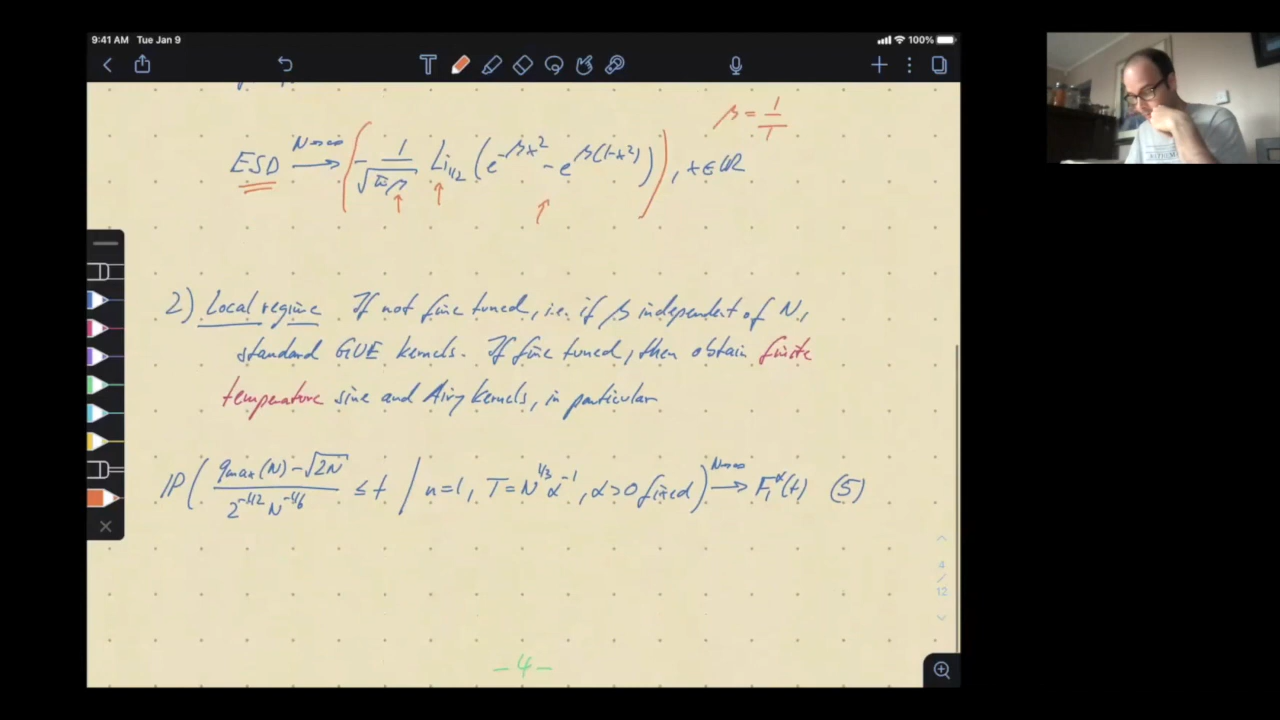 9:41 AM Tue Jan 9 100%
β = 1/T
ESD —N→∞→ ( -1/√(πβ) Li_{1/2} ( e^{-βx²} - e^{β(1-x²)} ) ), x∈ℝ
2) Local regime If not fine tuned, i.e. if β independent of N,
standard GUE kernels. If fine tuned, then obtain finite
temperature sine and Airy kernels, in particular
ℙ( (q_max(N) - √(2N)) / (2^{-1/2} N^{-1/6}) ≤ t | n=1, T=N^{1/3}α^{-1}, α>0 fixed ) —N→∞→ F_1^α(t) (5)
4
/
12
-4-